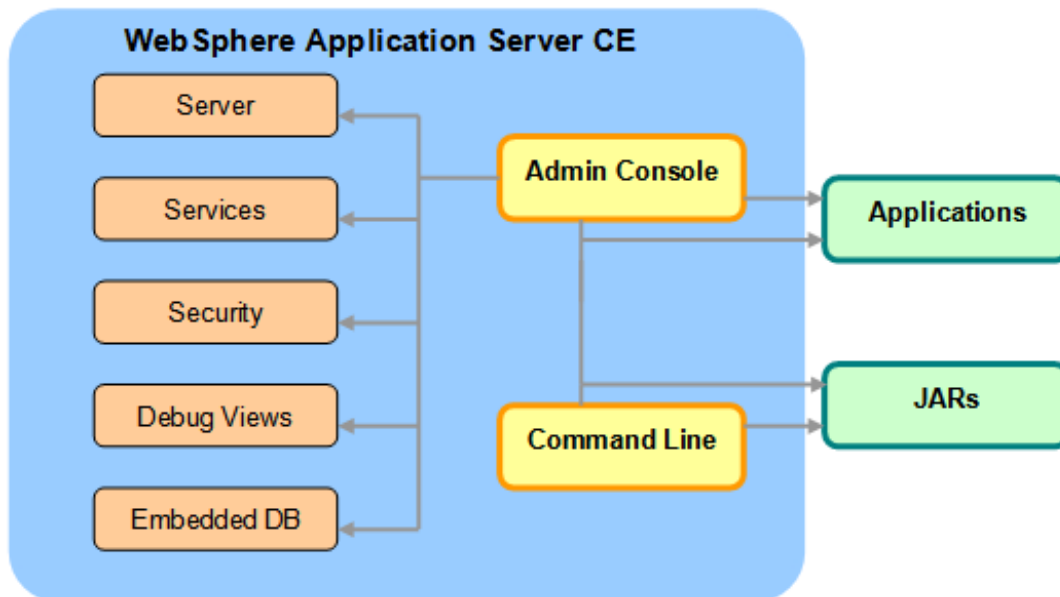 WebSphere Application Server CE
Server
Services
Security
Debug Views
Embedded DB
Admin Console
Command Line
Applications
JARs